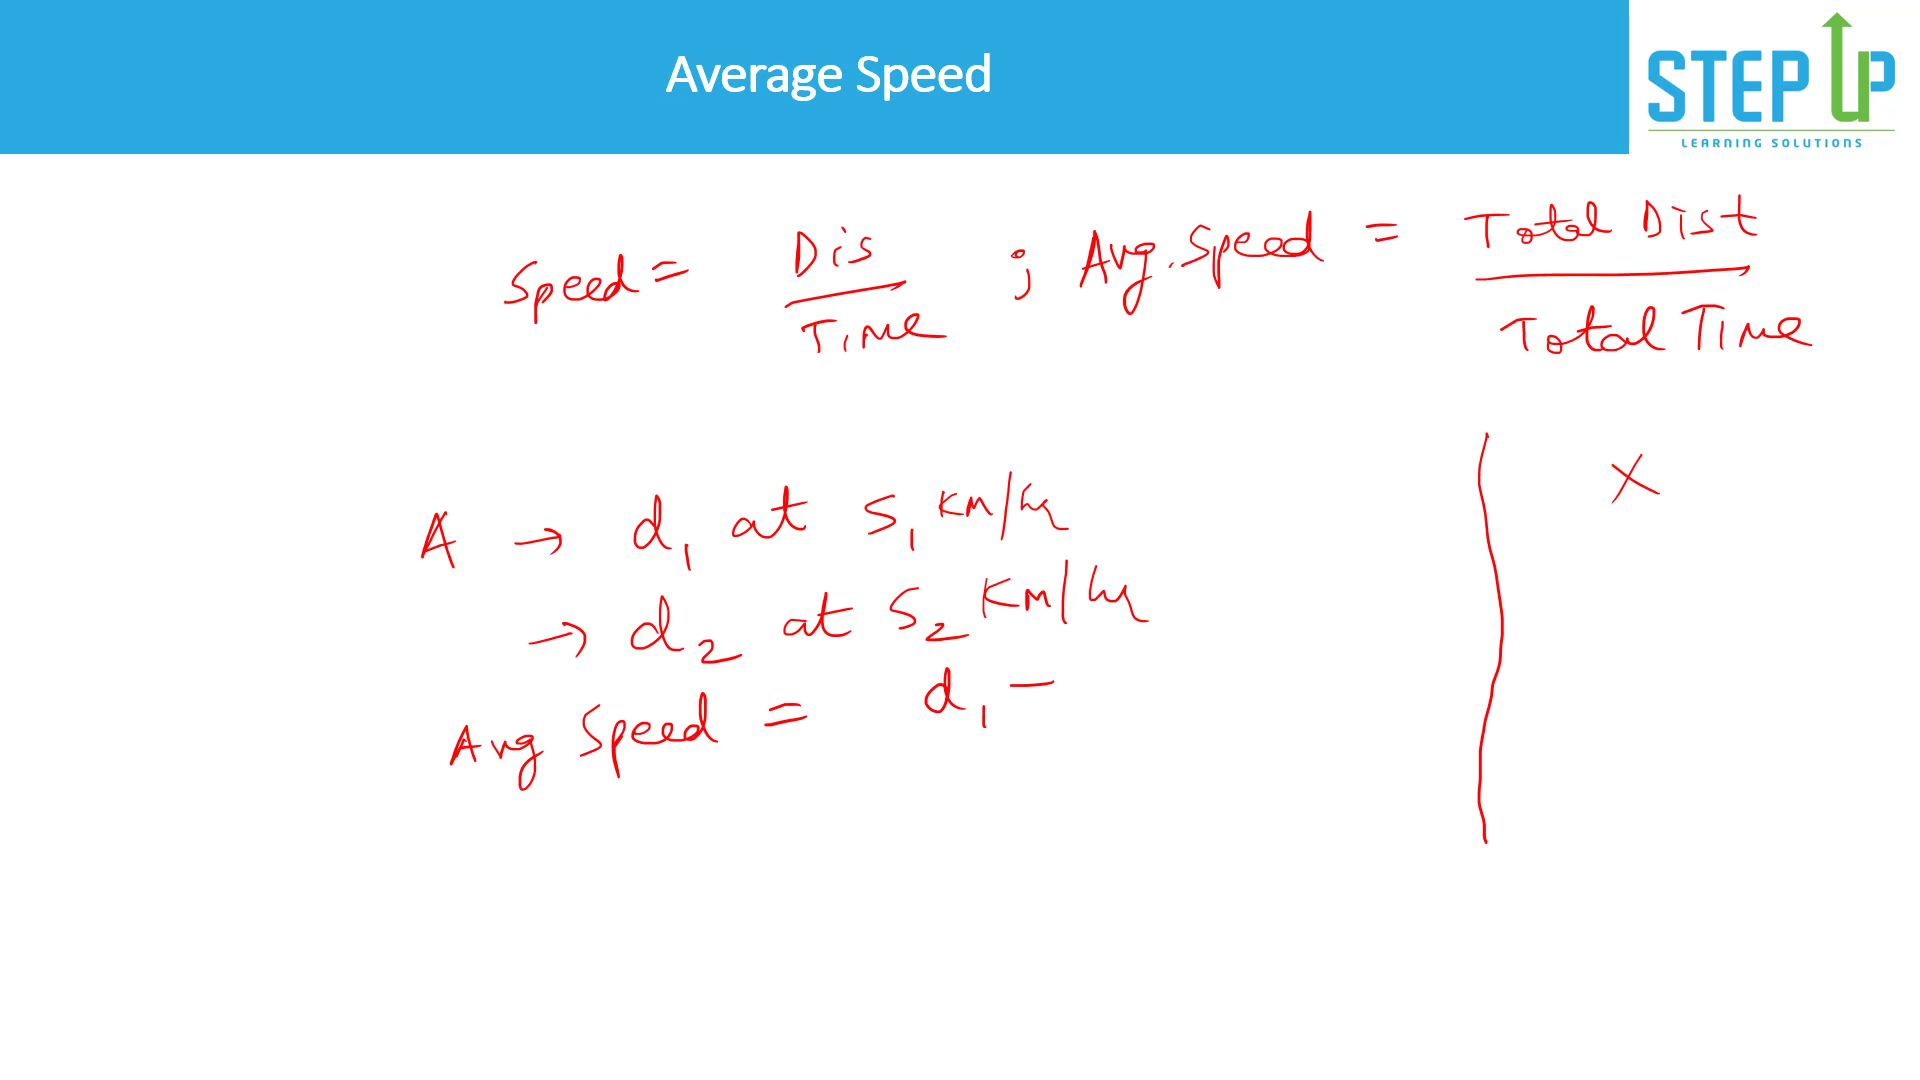 Average Speed
STEP UP
LEARNING SOLUTIONS
Speed = Dis / Time ; Avg. Speed = Total Dist / Total Time
A → d₁ at S₁ KM/hr
→ d₂ at S₂ KM/hr
Avg Speed = d₁ –
X